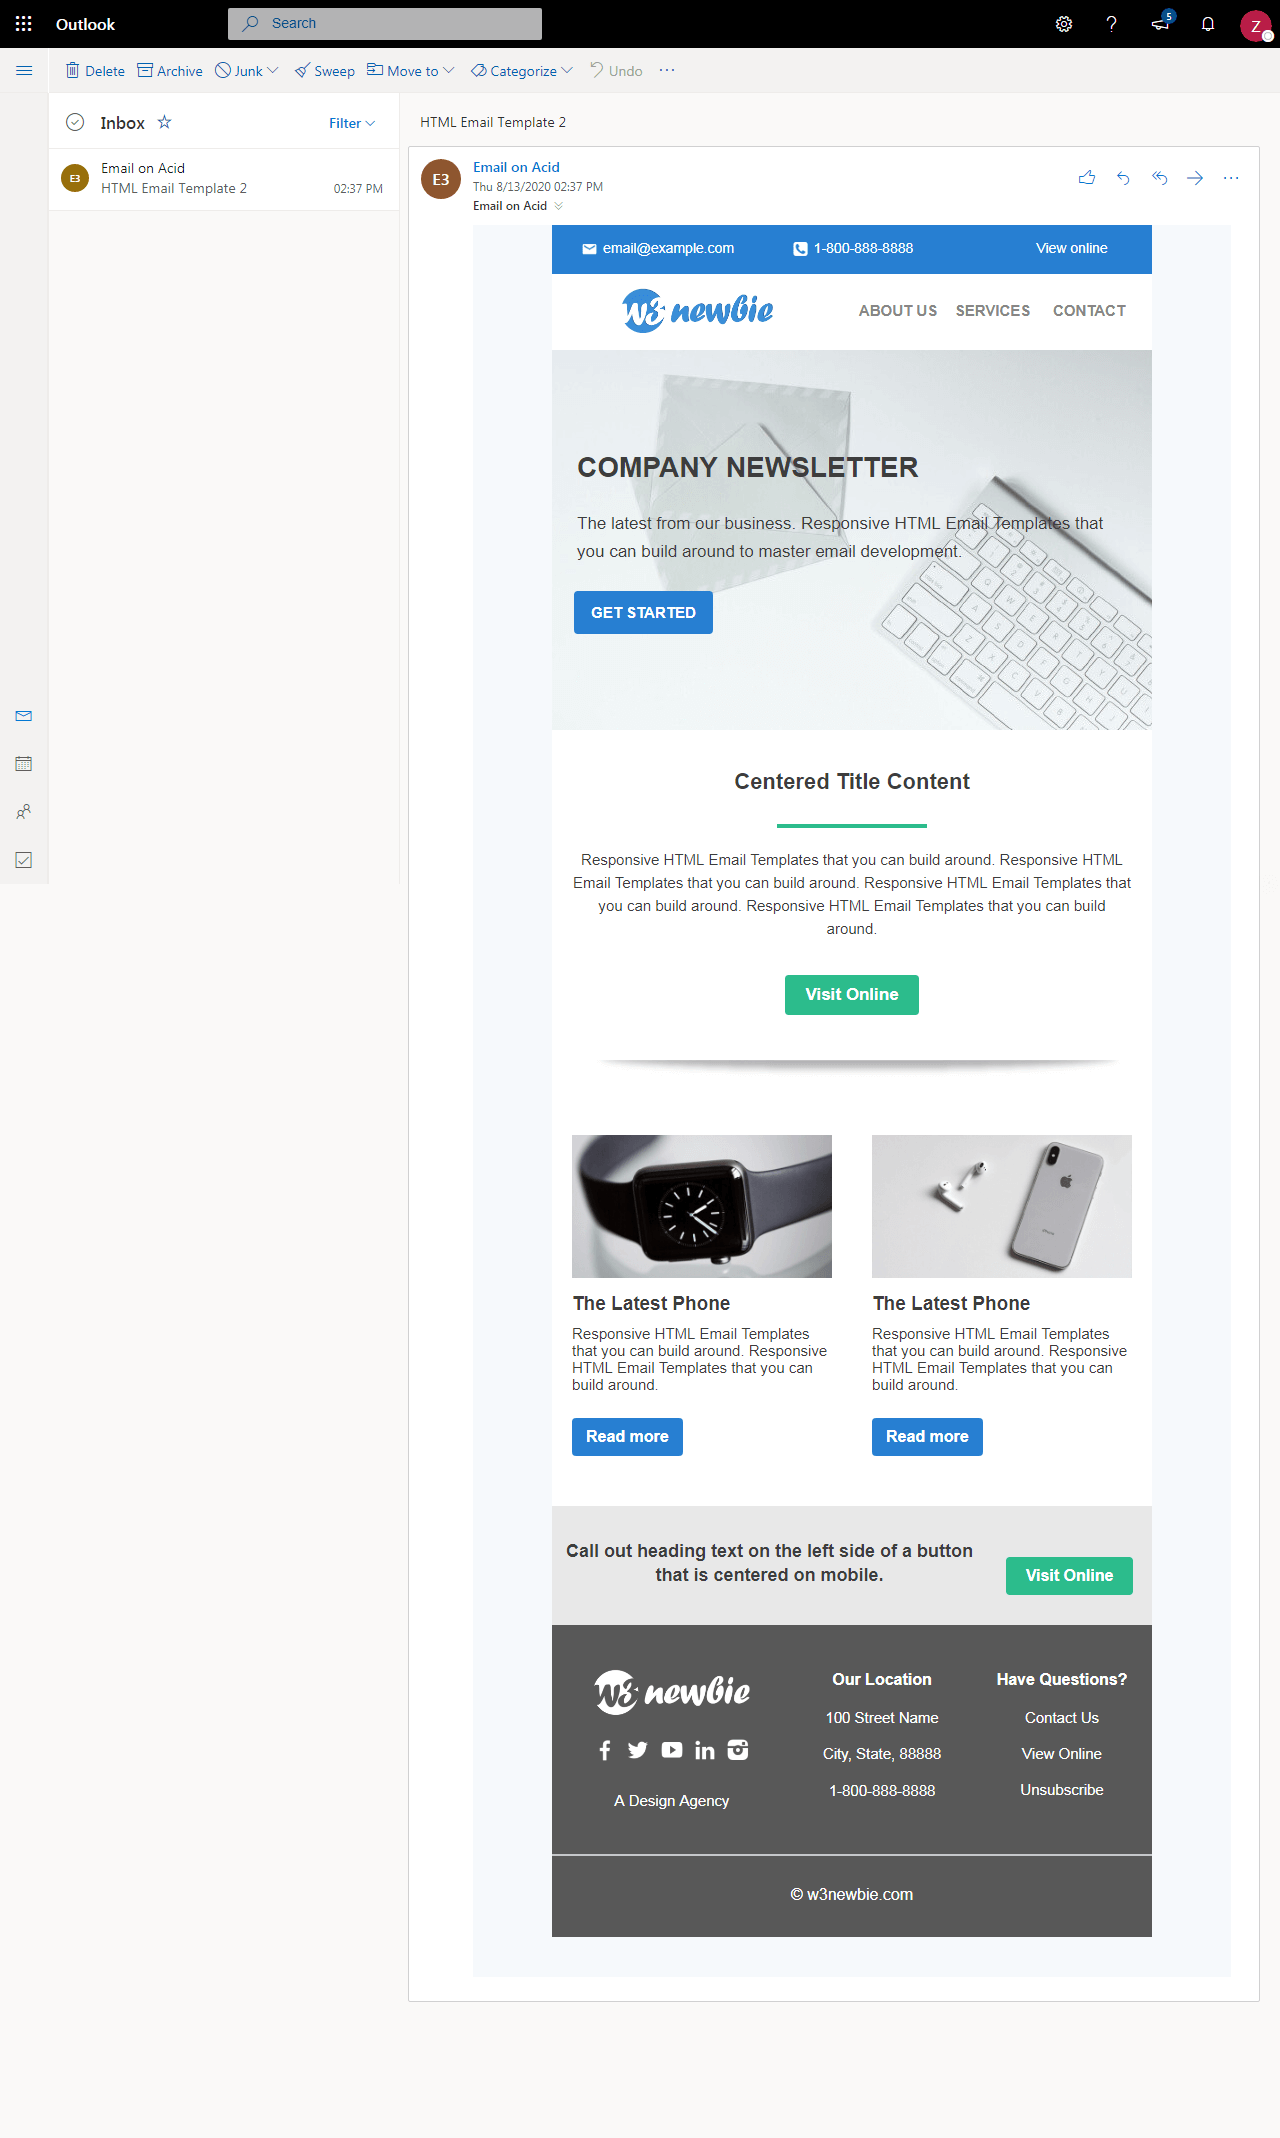 Outlook
Search
5
Z
Delete
Archive
Junk
Sweep
Move to
Categorize
Undo
Inbox
Filter
E3
Email on Acid
HTML Email Template 2
02:37 PM
HTML Email Template 2
E3
Email on Acid
Thu 8/13/2020 02:37 PM
Email on Acid
email@example.com
1-800-888-8888
View online
w3 newbie
ABOUT US
SERVICES
CONTACT
COMPANY NEWSLETTER
The latest from our business. Responsive HTML Email Templates that
you can build around to master email development.
GET STARTED
Centered Title Content
Responsive HTML Email Templates that you can build around. Responsive HTML
Email Templates that you can build around. Responsive HTML Email Templates that
you can build around. Responsive HTML Email Templates that you can build
around.
Visit Online
The Latest Phone
Responsive HTML Email Templates
that you can build around. Responsive
HTML Email Templates that you can
build around.
Read more
The Latest Phone
Responsive HTML Email Templates
that you can build around. Responsive
HTML Email Templates that you can
build around.
Read more
Call out heading text on the left side of a button
that is centered on mobile.
Visit Online
w3 newbie
A Design Agency
Our Location
100 Street Name
City, State, 88888
1-800-888-8888
Have Questions?
Contact Us
View Online
Unsubscribe
© w3newbie.com